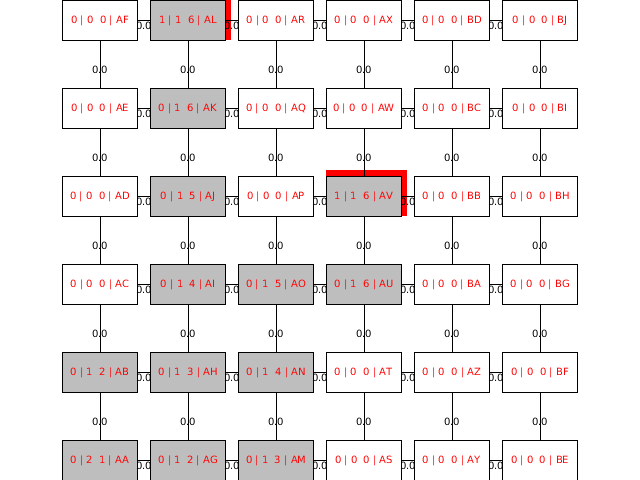 0 | 0 0 | AF 0.0 1 | 1 6 | AL 0.0 0 | 0 0 | AR 0.0 0 | 0 0 | AX 0.0 0 | 0 0 | BD 0.0 0 | 0 0 | BJ
0.0 0.0 0.0 0.0 0.0 0.0
0 | 0 0 | AE 0.0 0 | 1 6 | AK 0.0 0 | 0 0 | AQ 0.0 0 | 0 0 | AW 0.0 0 | 0 0 | BC 0.0 0 | 0 0 | BI
0.0 0.0 0.0 0.0 0.0 0.0
0 | 0 0 | AD 0.0 0 | 1 5 | AJ 0.0 0 | 0 0 | AP 0.0 1 | 1 6 | AV 0.0 0 | 0 0 | BB 0.0 0 | 0 0 | BH
0.0 0.0 0.0 0.0 0.0 0.0
0 | 0 0 | AC 0.0 0 | 1 4 | AI 0.0 0 | 1 5 | AO 0.0 0 | 1 6 | AU 0.0 0 | 0 0 | BA 0.0 0 | 0 0 | BG
0.0 0.0 0.0 0.0 0.0 0.0
0 | 1 2 | AB 0.0 0 | 1 3 | AH 0.0 0 | 1 4 | AN 0.0 0 | 0 0 | AT 0.0 0 | 0 0 | AZ 0.0 0 | 0 0 | BF
0.0 0.0 0.0 0.0 0.0 0.0
0 | 2 1 | AA 0.0 0 | 1 2 | AG 0.0 0 | 1 3 | AM 0.0 0 | 0 0 | AS 0.0 0 | 0 0 | AY 0.0 0 | 0 0 | BE